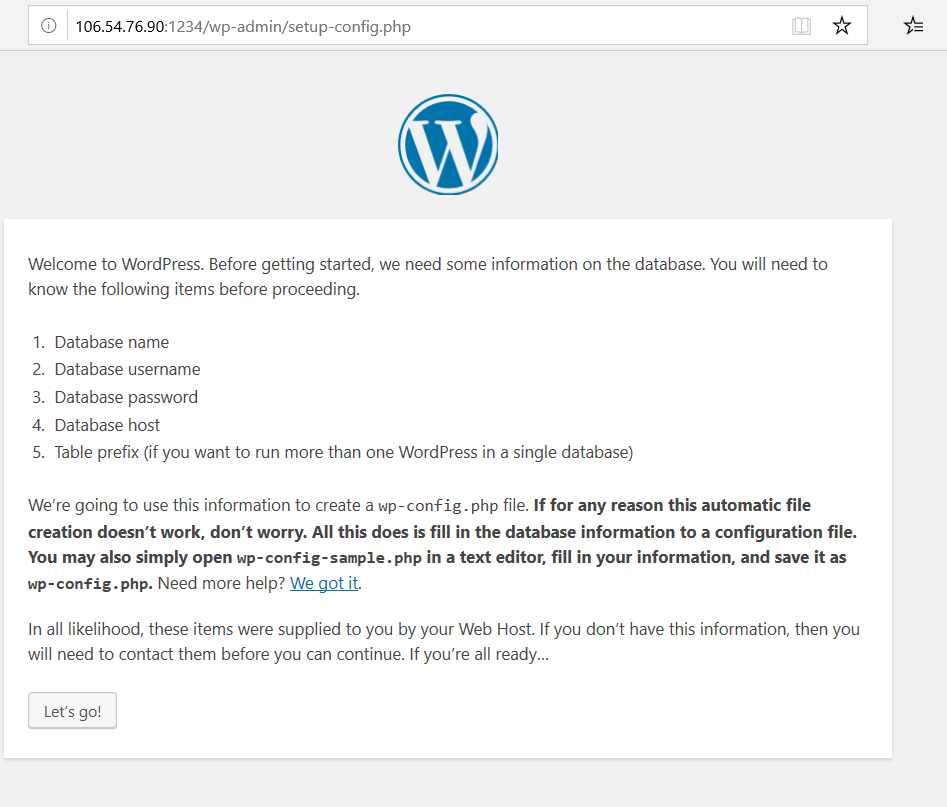 106.54.76.90:1234/wp-admin/setup-config.php
W
Welcome to WordPress. Before getting started, we need some information on the database. You will need to
know the following items before proceeding.
1. Database name
2. Database username
3. Database password
4. Database host
5. Table prefix (if you want to run more than one WordPress in a single database)
We’re going to use this information to create a wp-config.php file. If for any reason this automatic file
creation doesn’t work, don’t worry. All this does is fill in the database information to a configuration file.
You may also simply open wp-config-sample.php in a text editor, fill in your information, and save it as
wp-config.php. Need more help? We got it.
In all likelihood, these items were supplied to you by your Web Host. If you don’t have this information, then you
will need to contact them before you can continue. If you’re all ready…
Let’s go!